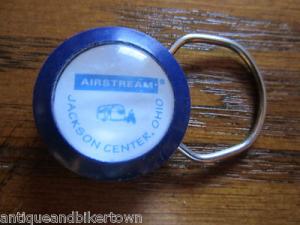 AIRSTREAM®
JACKSON CENTER, OHIO
antiqueandbikertown